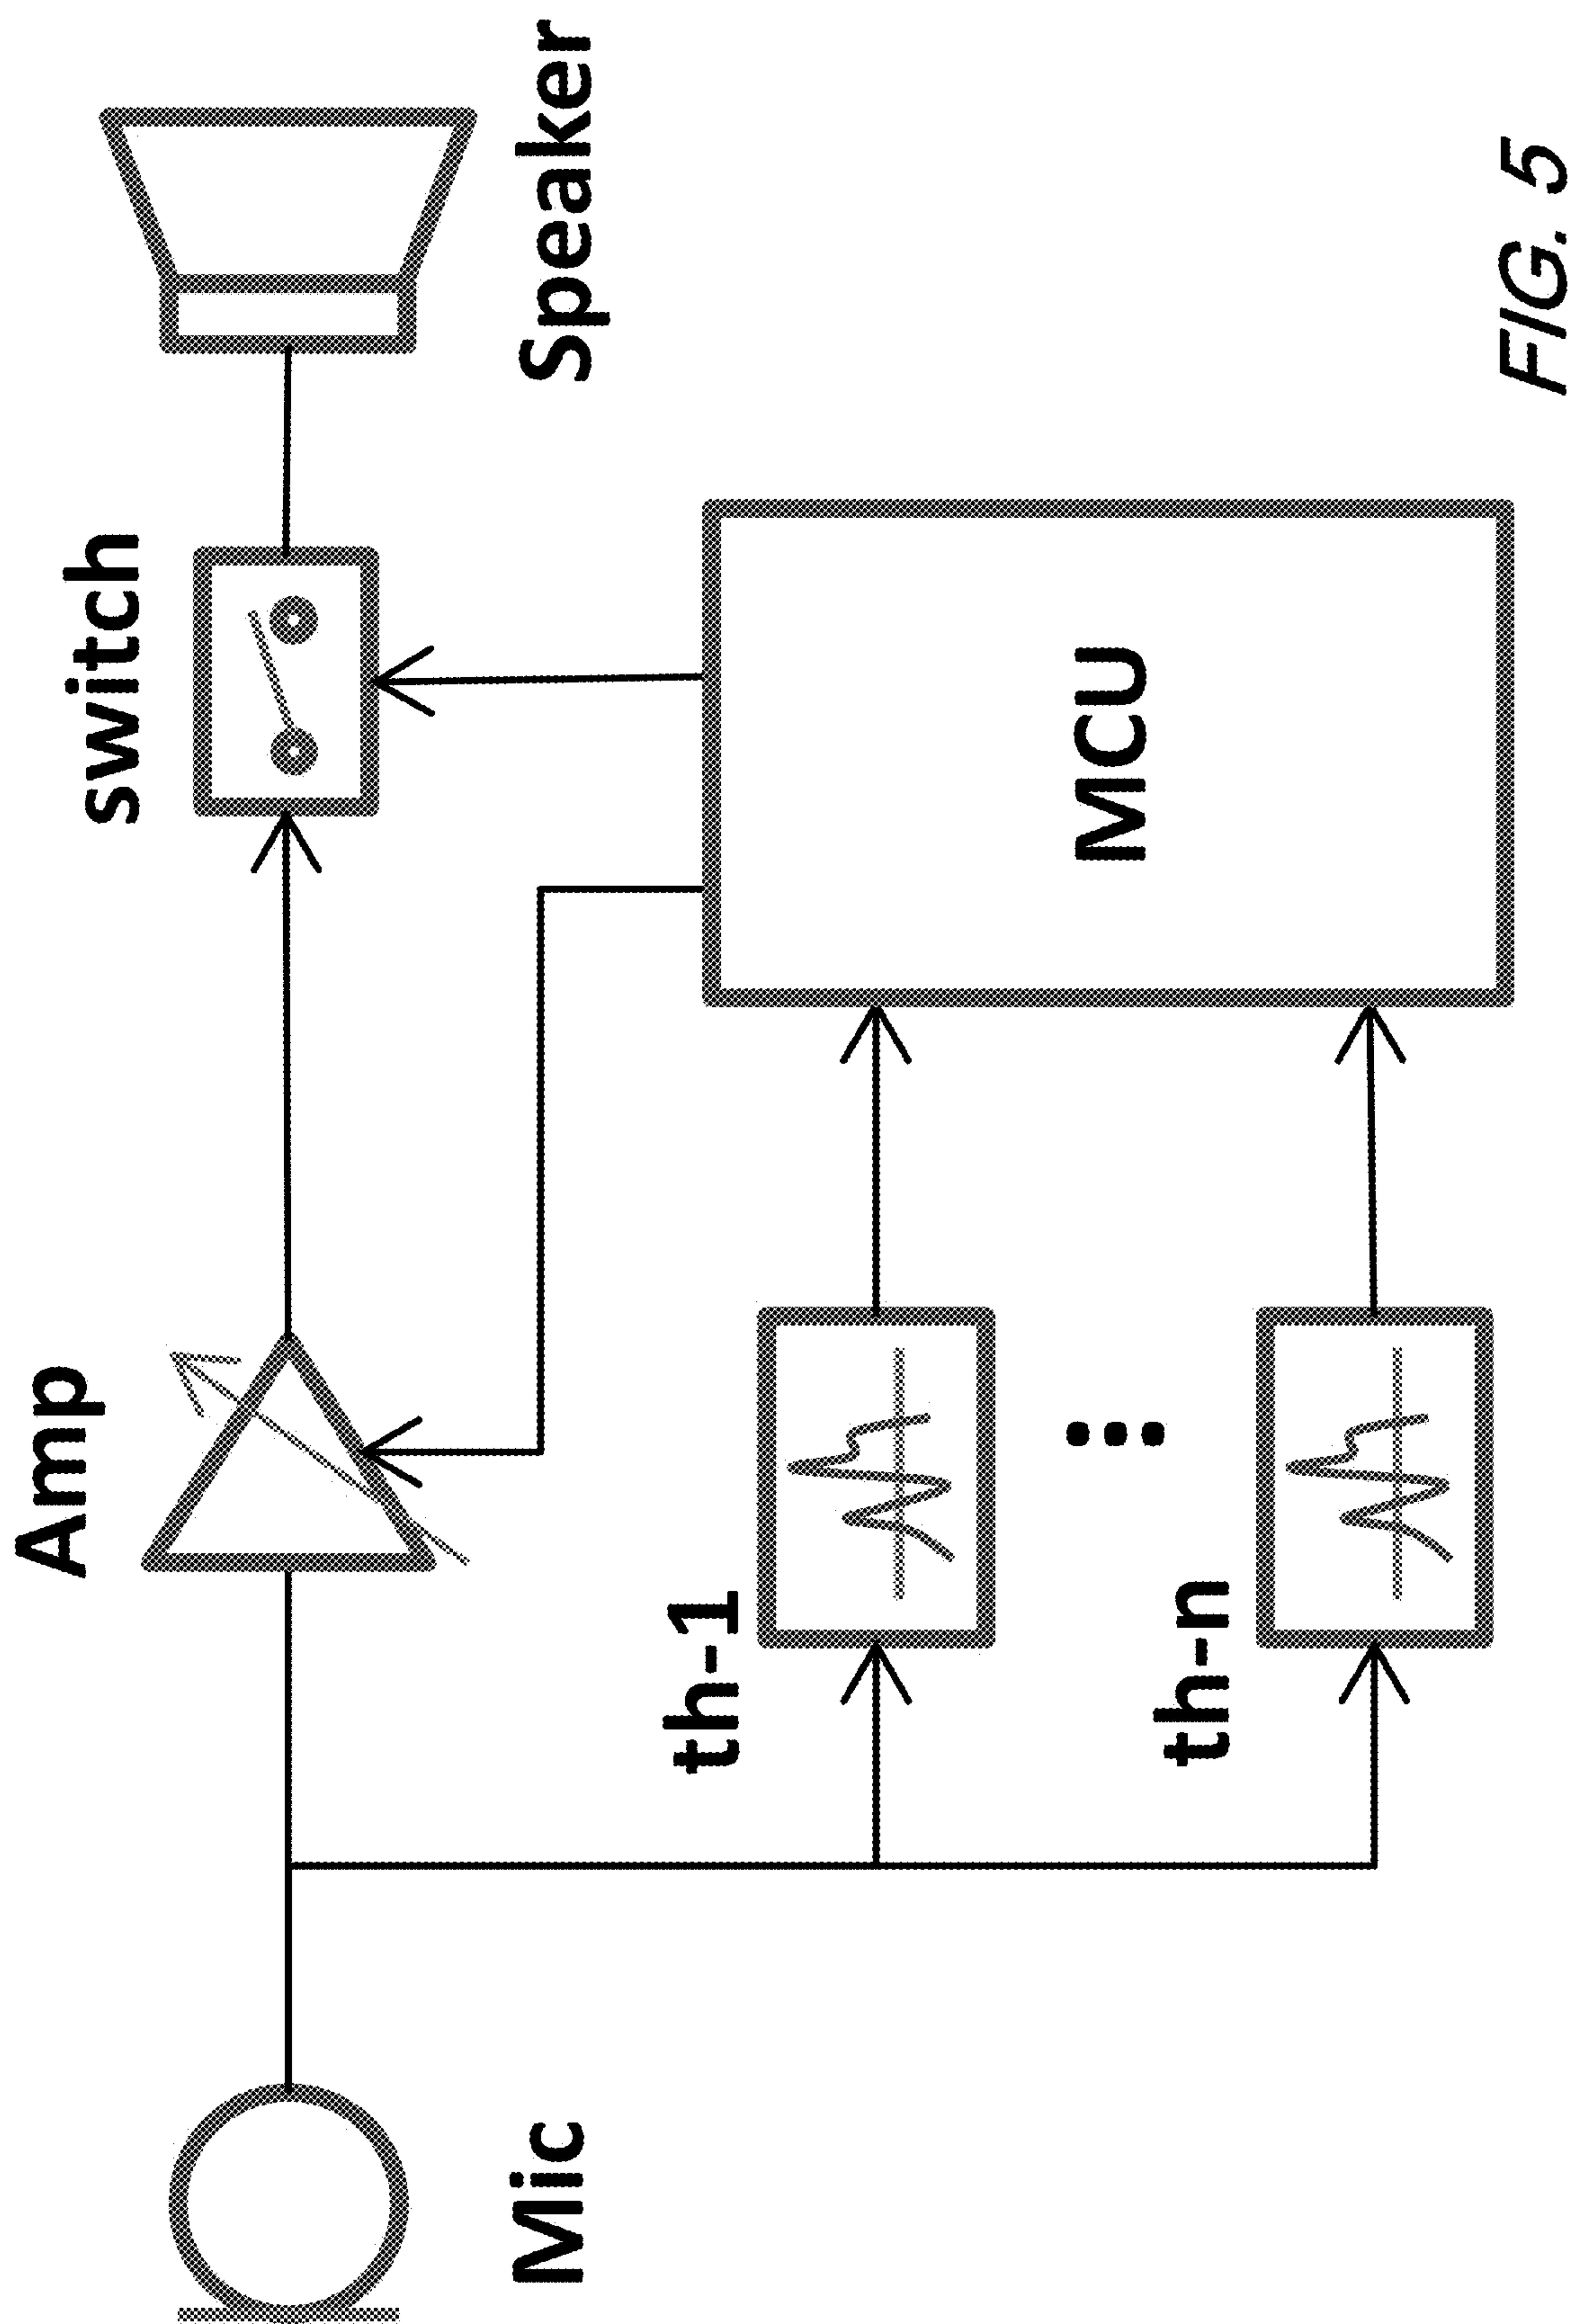 Amp
switch
Mic
Speaker
th-1
th-n
MCU
FIG. 5